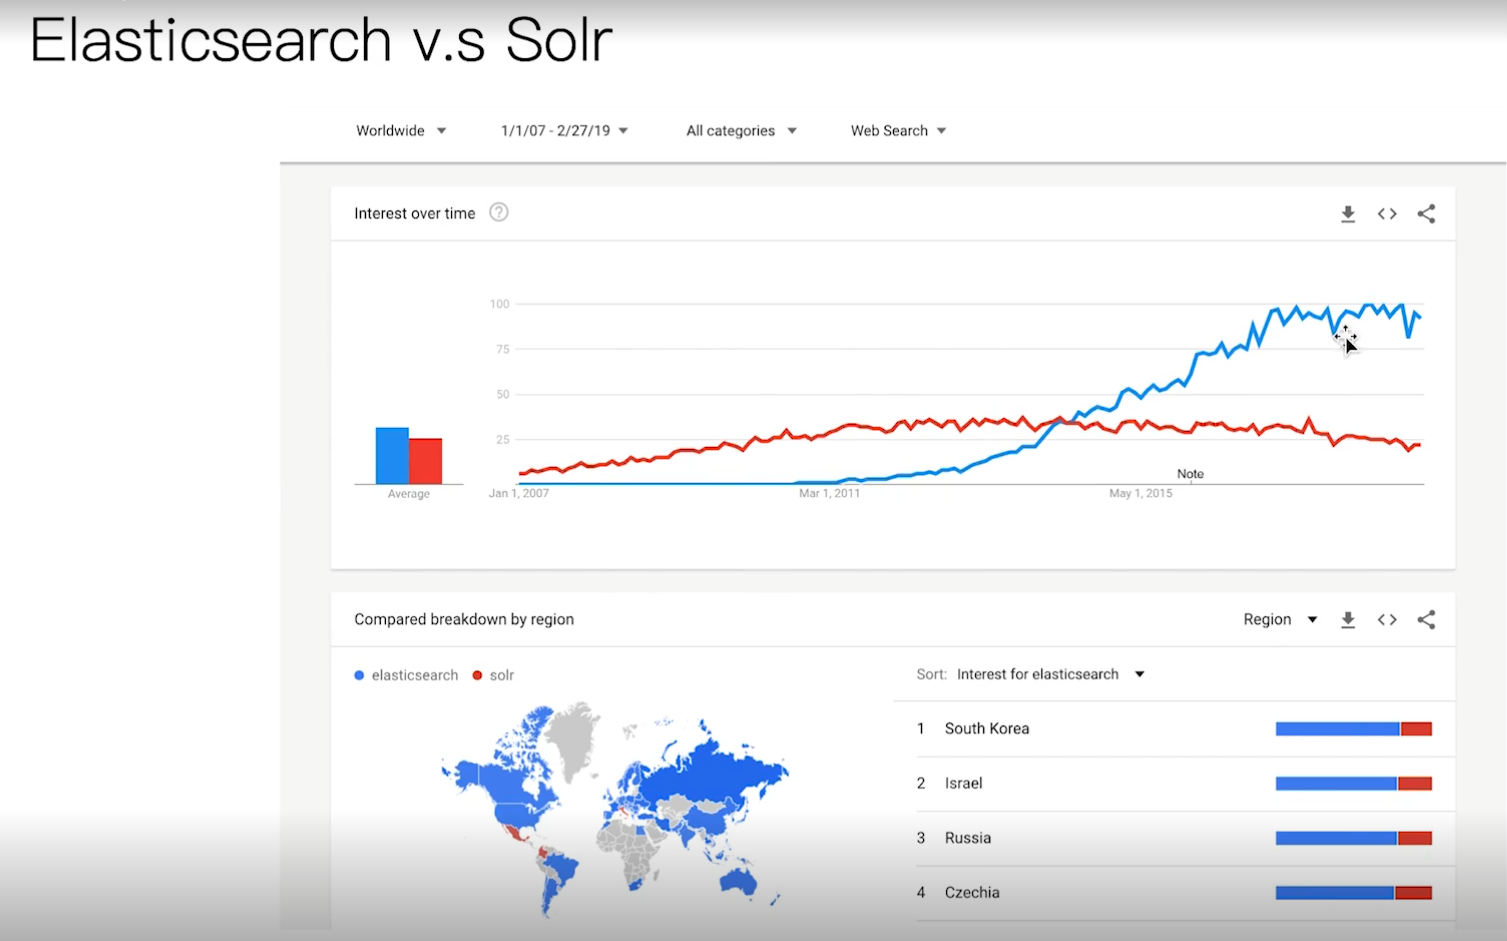 Elasticsearch v.s Solr
Worldwide 1/1/07 - 2/27/19 All categories Web Search
Interest over time ?
100
75
50
25
Note
Average Jan 1, 2007 Mar 1, 2011 May 1, 2015
Compared breakdown by region Region
elasticsearch solr
Sort: Interest for elasticsearch
1 South Korea
2 Israel
3 Russia
4 Czechia